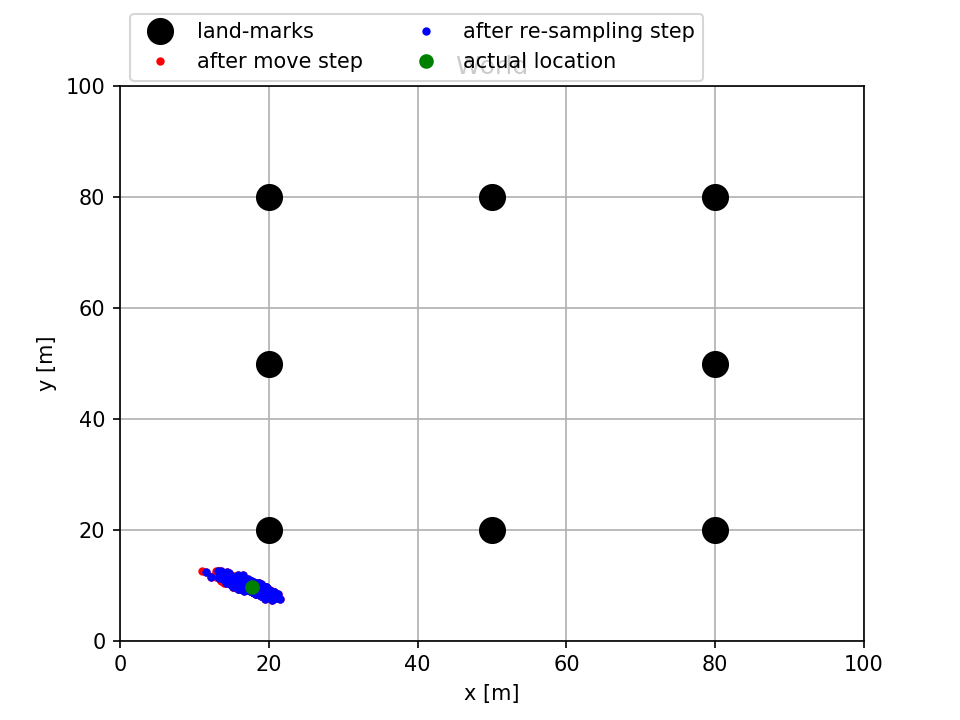 land-marks
after move step
after re-sampling step
actual location
World
100
80
60
40
20
0
y [m]
0 20 40 60 80 100
x [m]